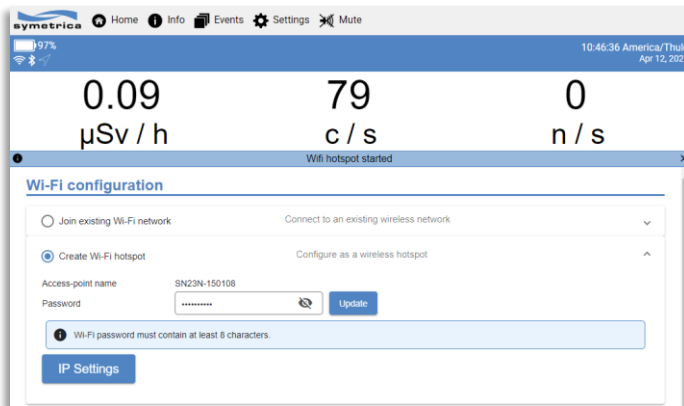 symetrica Home Info Events Settings Mute
97%
10:46:36 America/Thul
Apr 12, 202
0.09 79 0
µSv / h c / s n / s
Wifi hotspot started
Wi-Fi configuration
Join existing Wi-Fi network Connect to an existing wireless network
Create Wi-Fi hotspot Configure as a wireless hotspot
Access-point name SN23N-150108
Password •••••••••• Update
Wi-Fi password must contain at least 8 characters.
IP Settings